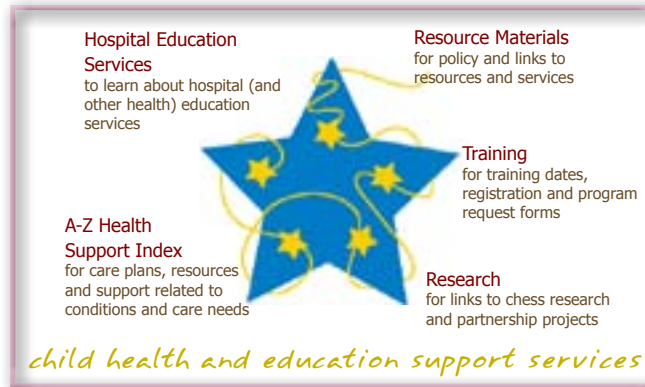 Hospital Education
Services
to learn about hospital (and
other health) education
services
Resource Materials
for policy and links to
resources and services
Training
for training dates,
registration and program
request forms
A-Z Health
Support Index
for care plans, resources
and support related to
conditions and care needs
Research
for links to chess research
and partnership projects
child health and education support services